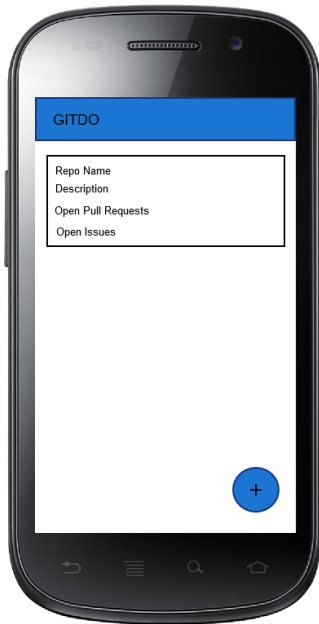 GITDO
Repo Name
Description
Open Pull Requests
Open Issues
+